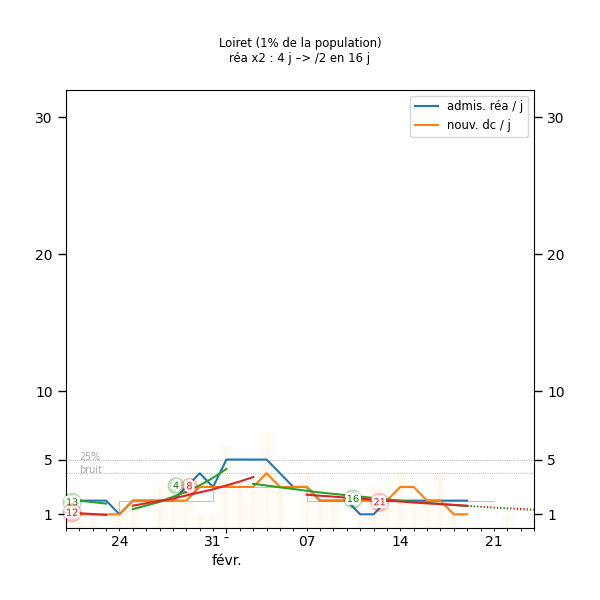 Loiret (1% de la population)
réa x2 : 4 j –> /2 en 16 j
admis. réa / j
nouv. dc / j
30 30
20 20
10 10
5 5
1 1
25%
bruit
13
12
4 8
16 21
24 31 - 07 14 21
févr.